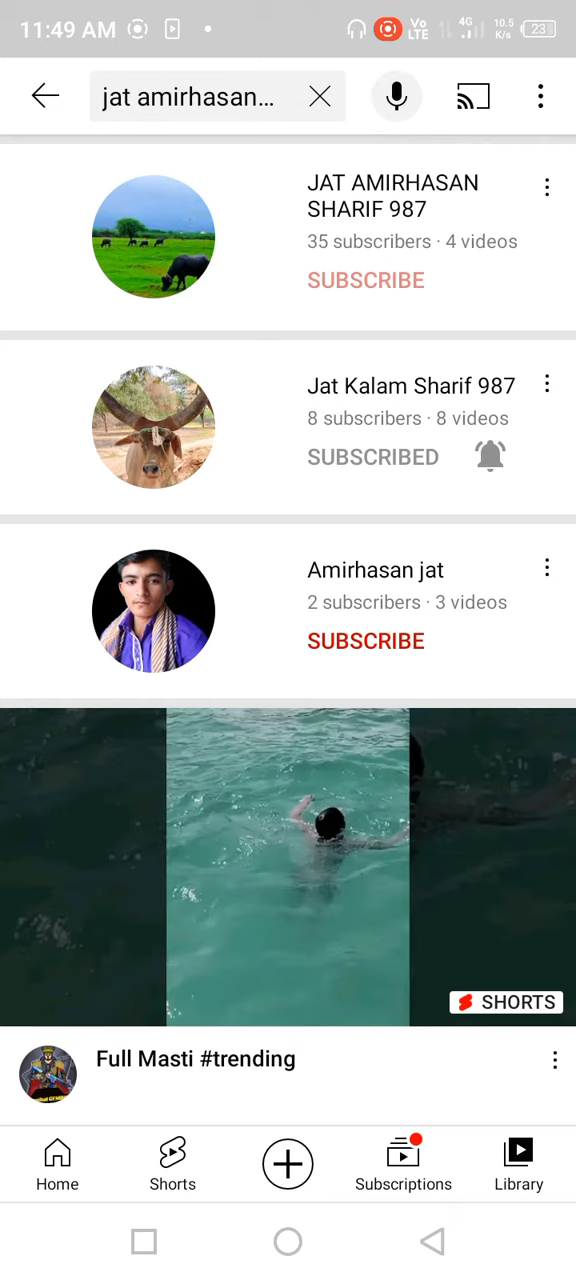 11:49 AM
Vo LTE
4G
10.5 K/s
23
jat amirhasan...
JAT AMIRHASAN
SHARIF 987
35 subscribers · 4 videos
SUBSCRIBE
Jat Kalam Sharif 987
8 subscribers · 8 videos
SUBSCRIBED
Amirhasan jat
2 subscribers · 3 videos
SUBSCRIBE
SHORTS
Full Masti #trending
Home
Shorts
Subscriptions
Library